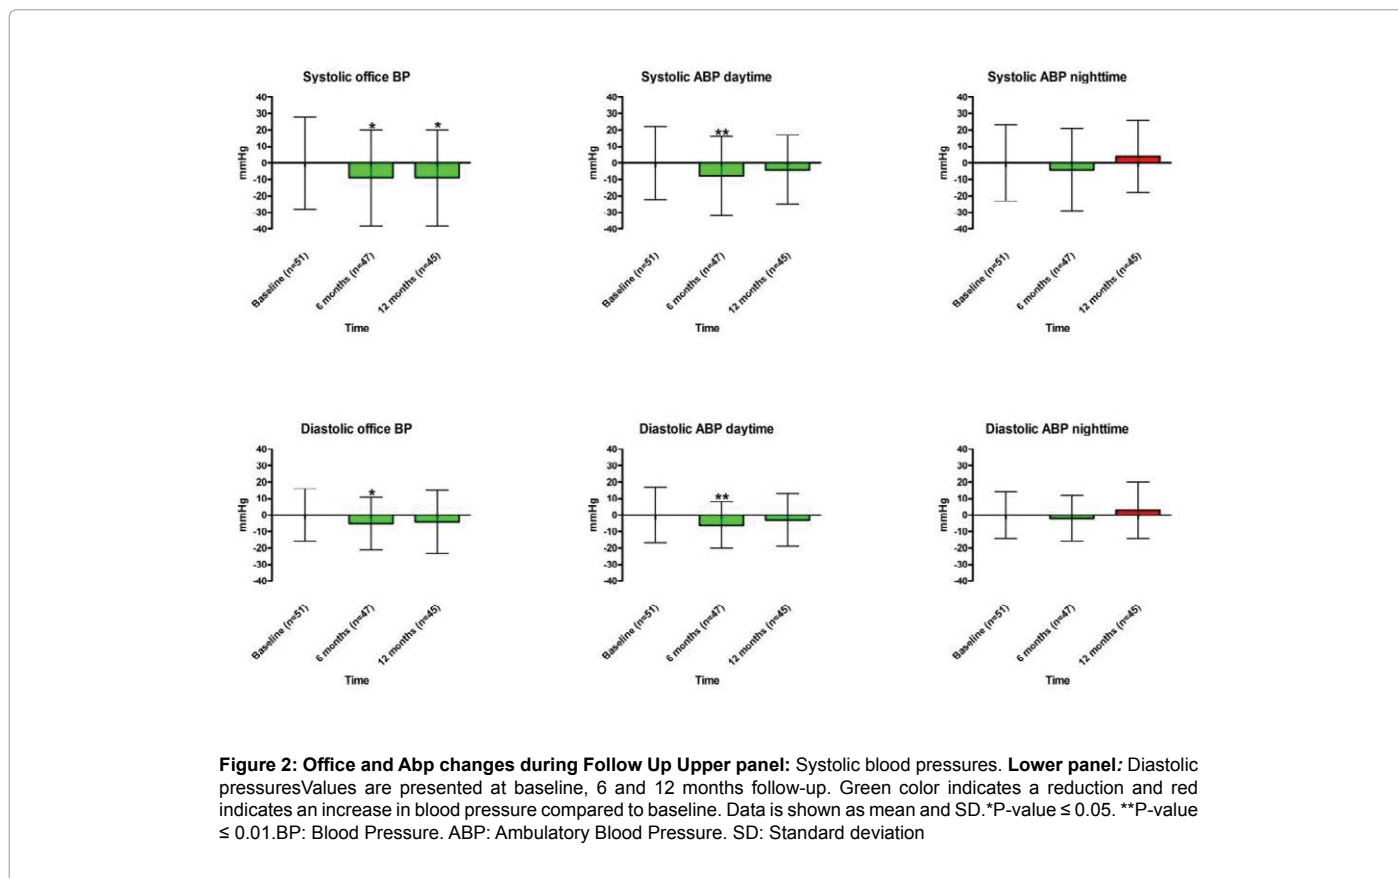 Systolic office BP
40
30
20
10
0
-10
-20
-30
-40
mmHg
*
*
Baseline (n=51)
6 months (n=47)
12 months (n=45)
Time
Systolic ABP daytime
40
30
20
10
0
-10
-20
-30
-40
mmHg
**
Baseline (n=51)
6 months (n=47)
12 months (n=45)
Time
Systolic ABP nighttime
40
30
20
10
0
-10
-20
-30
-40
mmHg
Baseline (n=51)
6 months (n=47)
12 months (n=45)
Time
Diastolic office BP
40
30
20
10
0
-10
-20
-30
-40
mmHg
*
Baseline (n=51)
6 months (n=47)
12 months (n=45)
Time
Diastolic ABP daytime
40
30
20
10
0
-10
-20
-30
-40
mmHg
**
Baseline (n=51)
6 months (n=47)
12 months (n=45)
Time
Diastolic ABP nighttime
40
30
20
10
0
-10
-20
-30
-40
mmHg
Baseline (n=51)
6 months (n=47)
12 months (n=45)
Time
Figure 2: Office and Abp changes during Follow Up Upper panel: Systolic blood pressures. Lower panel: Diastolic
pressuresValues are presented at baseline, 6 and 12 months follow-up. Green color indicates a reduction and red
indicates an increase in blood pressure compared to baseline. Data is shown as mean and SD.*P-value ≤ 0.05. **P-value
≤ 0.01.BP: Blood Pressure. ABP: Ambulatory Blood Pressure. SD: Standard deviation